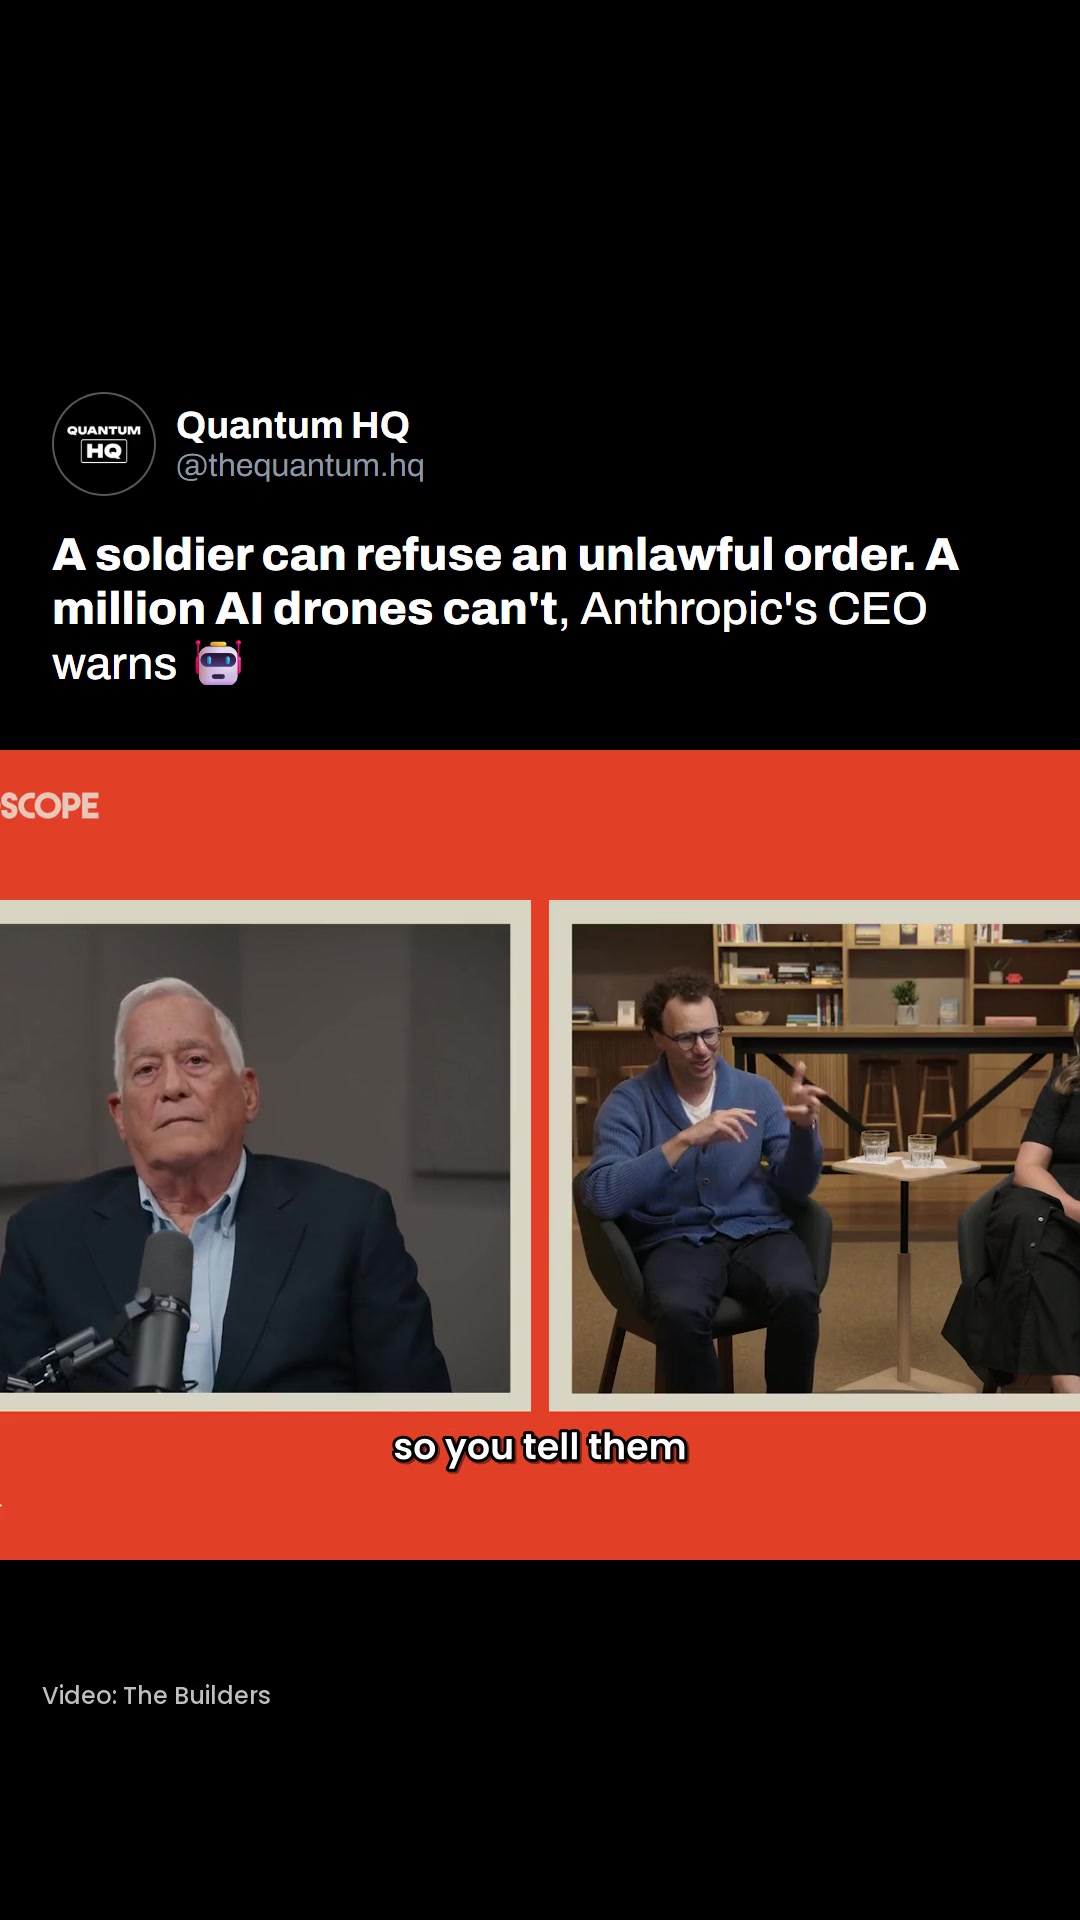 QUANTUM
HQ
Quantum HQ
@thequantum.hq
A soldier can refuse an unlawful order. A
million AI drones can't, Anthropic's CEO
warns 🤖
SCOPE
so you tell them
Video: The Builders